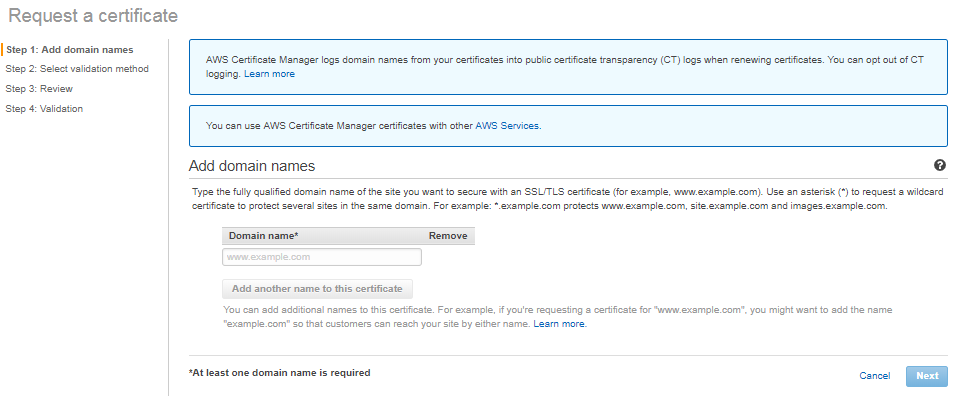 Request a certificate
Step 1: Add domain names
Step 2: Select validation method
Step 3: Review
Step 4: Validation
AWS Certificate Manager logs domain names from your certificates into public certificate transparency (CT) logs when renewing certificates. You can opt out of CT
logging. Learn more
You can use AWS Certificate Manager certificates with other AWS Services.
Add domain names
?
Type the fully qualified domain name of the site you want to secure with an SSL/TLS certificate (for example, www.example.com). Use an asterisk (*) to request a wildcard
certificate to protect several sites in the same domain. For example: *.example.com protects www.example.com, site.example.com and images.example.com.
Domain name* Remove
www.example.com
Add another name to this certificate
You can add additional names to this certificate. For example, if you're requesting a certificate for "www.example.com", you might want to add the name
"example.com" so that customers can reach your site by either name. Learn more.
*At least one domain name is required
Cancel Next